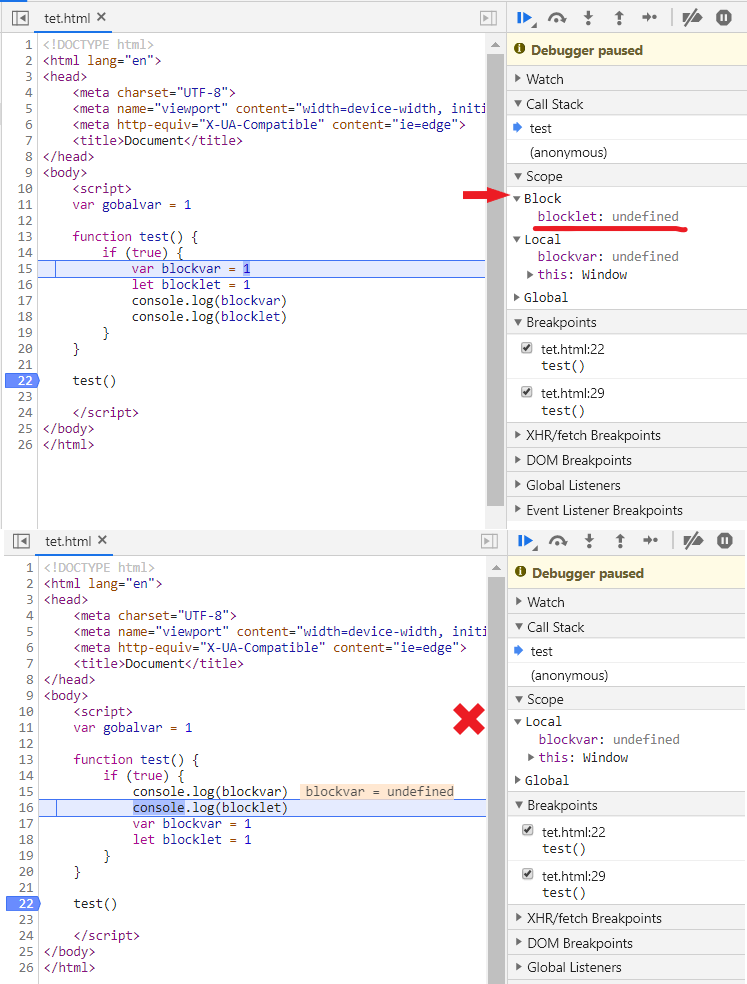 tet.html
1 <!DOCTYPE html>
2 <html lang="en">
3 <head>
4 <meta charset="UTF-8">
5 <meta name="viewport" content="width=device-width, initi
6 <meta http-equiv="X-UA-Compatible" content="ie=edge">
7 <title>Document</title>
8 </head>
9 <body>
10 <script>
11 var gobalvar = 1
12
13 function test() {
14 if (true) {
15 var blockvar = 1
16 let blocklet = 1
17 console.log(blockvar)
18 console.log(blocklet)
19 }
20 }
21
22 test()
23
24 </script>
25 </body>
26 </html>
Debugger paused
Watch
Call Stack
test
(anonymous)
Scope
Block
blocklet: undefined
Local
blockvar: undefined
this: Window
Global
Breakpoints
tet.html:22
test()
tet.html:29
test()
XHR/fetch Breakpoints
DOM Breakpoints
Global Listeners
Event Listener Breakpoints
tet.html
1 <!DOCTYPE html>
2 <html lang="en">
3 <head>
4 <meta charset="UTF-8">
5 <meta name="viewport" content="width=device-width, initi
6 <meta http-equiv="X-UA-Compatible" content="ie=edge">
7 <title>Document</title>
8 </head>
9 <body>
10 <script>
11 var gobalvar = 1
12
13 function test() {
14 if (true) {
15 console.log(blockvar) blockvar = undefined
16 console.log(blocklet)
17 var blockvar = 1
18 let blocklet = 1
19 }
20 }
21
22 test()
23
24 </script>
25 </body>
26 </html>
Debugger paused
Watch
Call Stack
test
(anonymous)
Scope
Local
blockvar: undefined
this: Window
Global
Breakpoints
tet.html:22
test()
tet.html:29
test()
XHR/fetch Breakpoints
DOM Breakpoints
Global Listeners